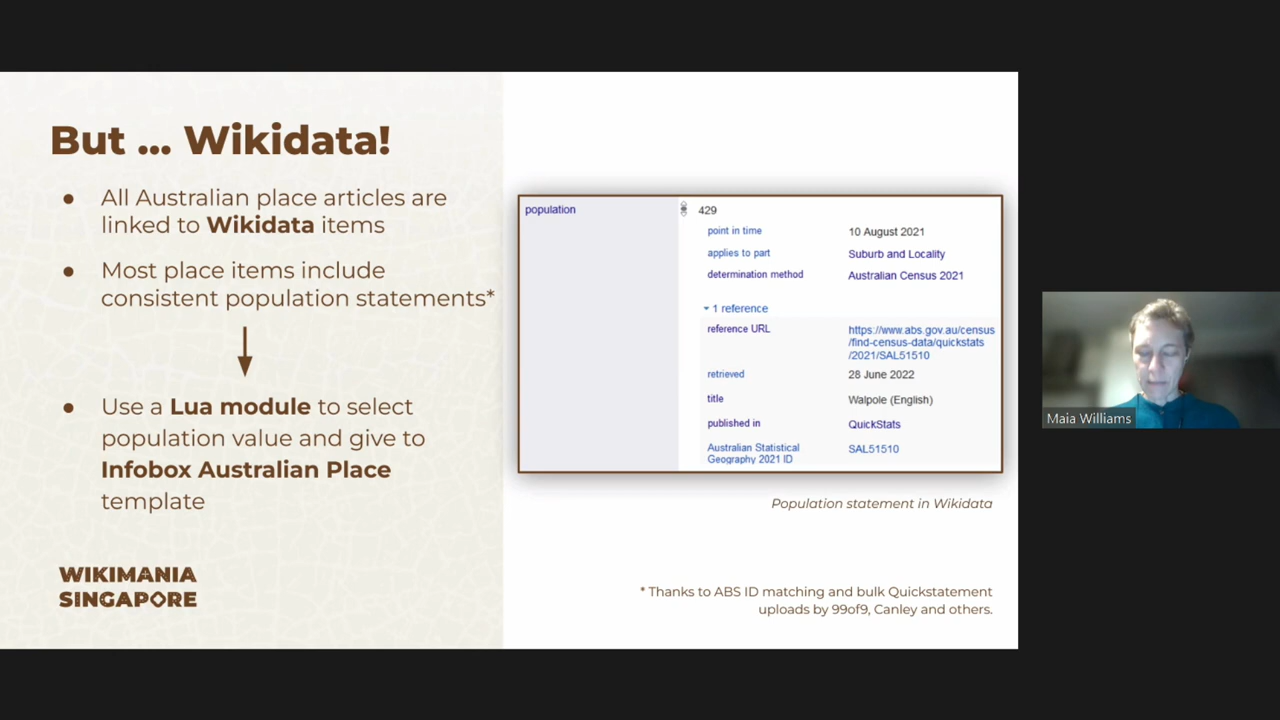 But ... Wikidata!
● All Australian place articles are
linked to Wikidata items
● Most place items include
consistent population statements*
● Use a Lua module to select
population value and give to
Infobox Australian Place
template
WIKIMANIA
SINGAPORE
population
429
point in time 10 August 2021
applies to part Suburb and Locality
determination method Australian Census 2021
1 reference
reference URL https://www.abs.gov.au/census
/find-census-data/quickstats
/2021/SAL51510
retrieved 28 June 2022
title Walpole (English)
published in QuickStats
Australian Statistical SAL51510
Geography 2021 ID
Population statement in Wikidata
* Thanks to ABS ID matching and bulk Quickstatement
uploads by 99of9, Canley and others.
Maia Williams